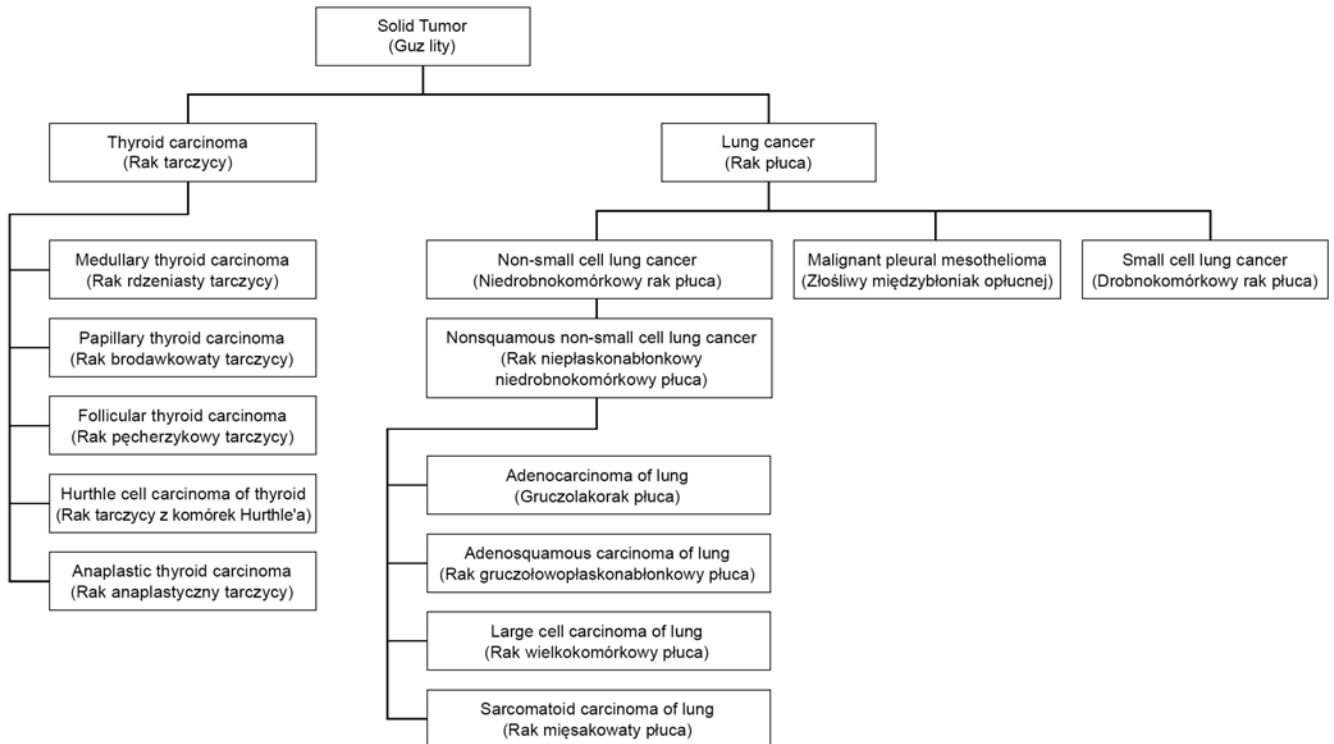 Solid Tumor
(Guz lity)
Thyroid carcinoma
(Rak tarczycy)
Lung cancer
(Rak płuca)
Medullary thyroid carcinoma
(Rak rdzeniasty tarczycy)
Papillary thyroid carcinoma
(Rak brodawkowaty tarczycy)
Follicular thyroid carcinoma
(Rak pęcherzykowy tarczycy)
Hurthle cell carcinoma of thyroid
(Rak tarczycy z komórek Hurthle'a)
Anaplastic thyroid carcinoma
(Rak anaplastyczny tarczycy)
Non-small cell lung cancer
(Niedrobnokomórkowy rak płuca)
Nonsquamous non-small cell lung cancer
(Rak niepłaskonabłonkowy
niedrobnokomórkowy płuca)
Adenocarcinoma of lung
(Gruczolakorak płuca)
Adenosquamous carcinoma of lung
(Rak gruczołowopłaskonabłonkowy płuca)
Large cell carcinoma of lung
(Rak wielkokomórkowy płuca)
Sarcomatoid carcinoma of lung
(Rak mięsakowaty płuca)
Malignant pleural mesothelioma
(Złośliwy międzybłoniak opłucnej)
Small cell lung cancer
(Drobnokomórkowy rak płuca)